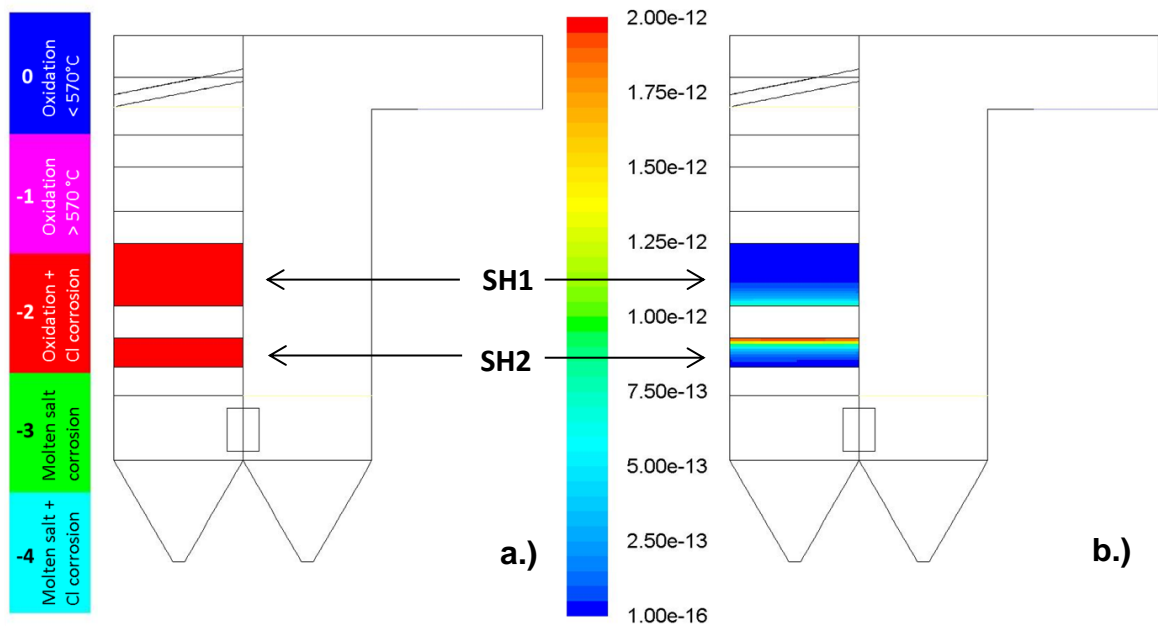 0
Oxidation
< 570°C
-1
Oxidation
> 570 °C
-2
Oxidation +
Cl corrosion
-3
Molten salt
corrosion
-4
Molten salt +
Cl corrosion
SH1
SH2
a.)
2.00e-12
1.75e-12
1.50e-12
1.25e-12
1.00e-12
7.50e-13
5.00e-13
2.50e-13
1.00e-16
b.)